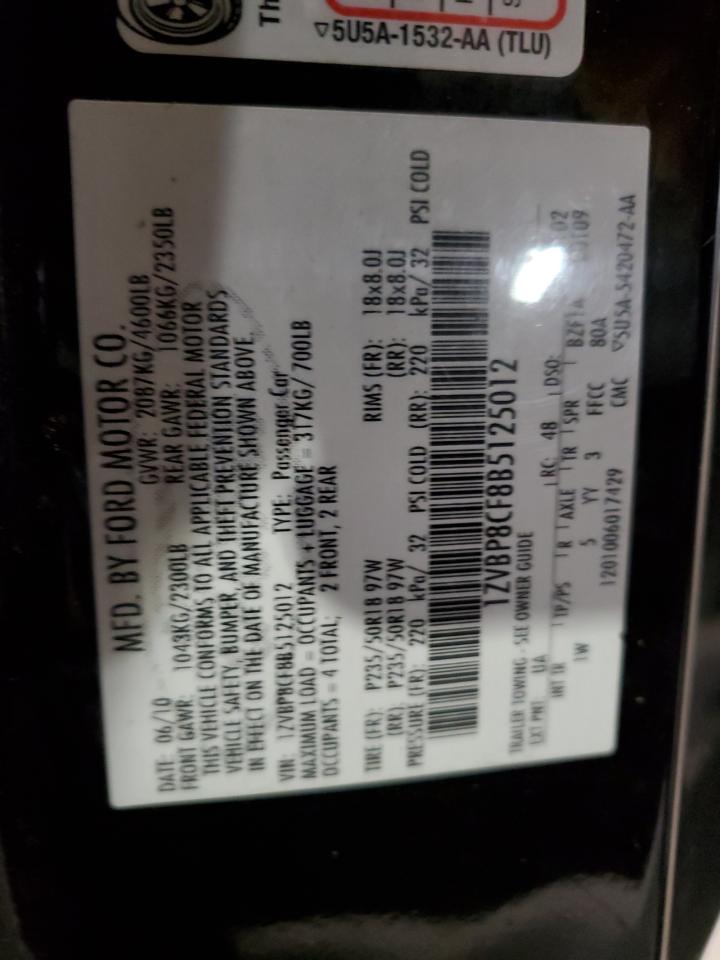 Th
▽5U5A-1532-AA (TLU)
MFD. BY FORD MOTOR CO.
DATE: 06/10 GVWR: 2087KG/4600LB
FRONT GAWR: 1043KG/2300LB REAR GAWR: 1066KG/2350LB
THIS VEHICLE CONFORMS TO ALL APPLICABLE FEDERAL MOTOR
VEHICLE SAFETY, BUMPER, AND THEFT PREVENTION STANDARDS
IN EFFECT ON THE DATE OF MANUFACTURE SHOWN ABOVE.
VIN: 1ZVBP8CF8B5125012 TYPE: Passenger Car
MAXIMUM LOAD = OCCUPANTS + LUGGAGE = 317KG/ 700LB
OCCUPANTS = 4 TOTAL; 2 FRONT, 2 REAR
TIRE (FR): P235/50R18 97W RIMS (FR): 18x8.0J
(RR): P235/50R18 97W (RR): 18x8.0J
PRESSURE (FR): 220 kPa/ 32 PSI COLD (RR): 220 kPa/ 32 PSI COLD
1ZVBP8CF8B5125012
TRAILER TOWING - SEE OWNER GUIDE
EXT PNT: UA RC: 48 DSO:
INT TR TP/PS R AXLE TR SPR
1W 5 YY 3 FFCC 80A
1201006017429 CMC ▽5U5A-5420472-AA